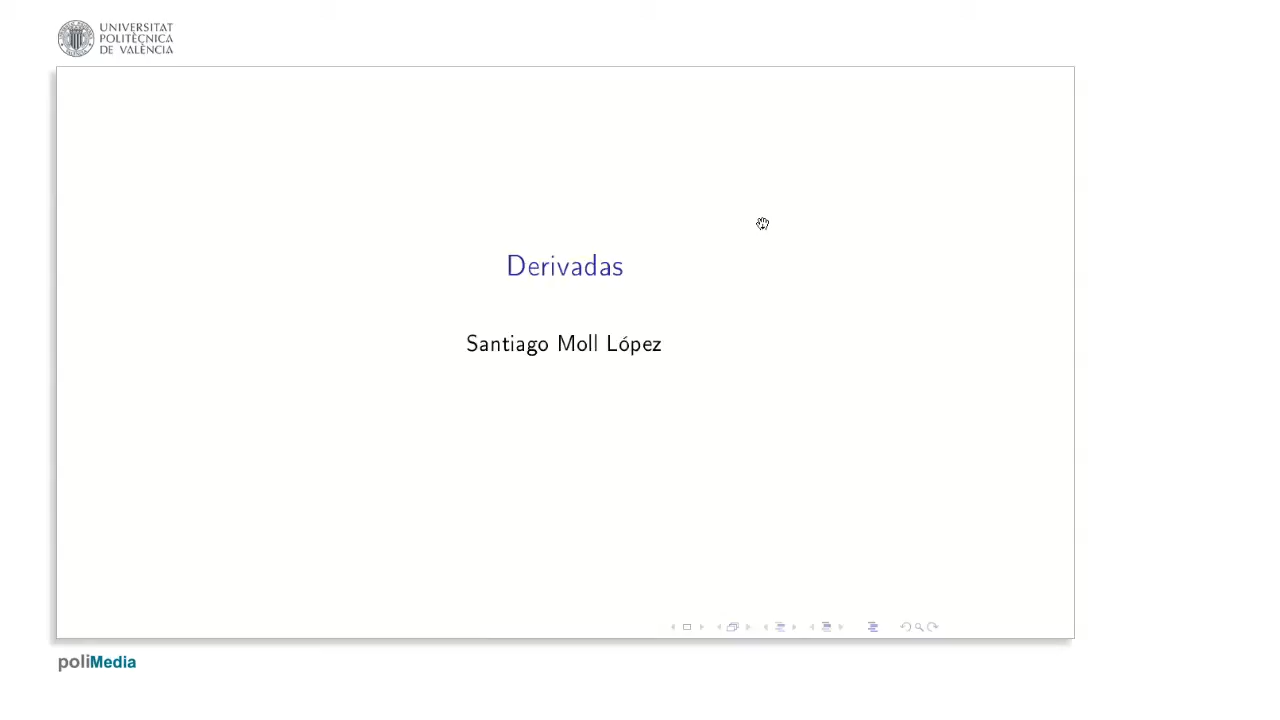 UNIVERSITAT
POLITÈCNICA
DE VALÈNCIA
Derivadas
Santiago Moll López
poliMedia